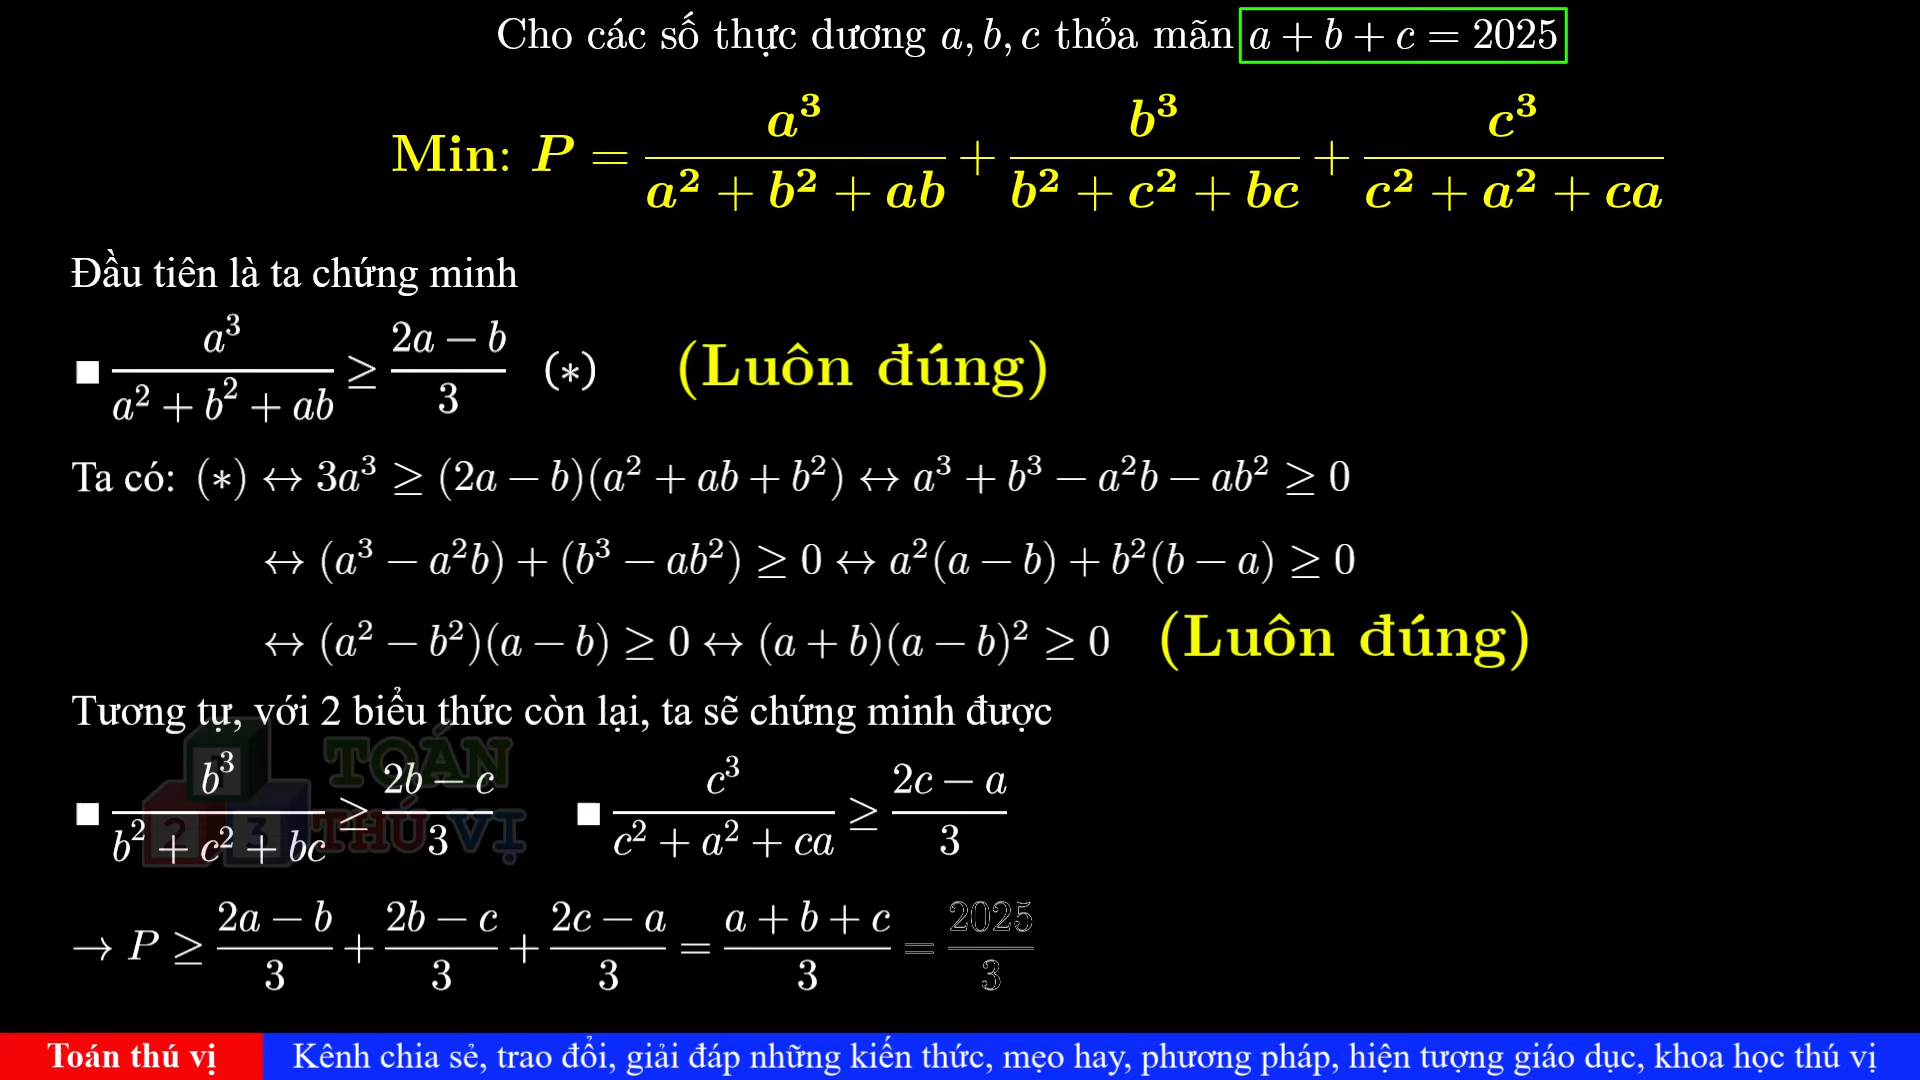 Cho các số thực dương a, b, c thỏa mãn a + b + c = 2025
Min: P = a³/(a² + b² + ab) + b³/(b² + c² + bc) + c³/(c² + a² + ca)
Đầu tiên là ta chứng minh
■ a³/(a² + b² + ab) ≥ (2a − b)/3 (∗) (Luôn đúng)
Ta có: (∗) ↔ 3a³ ≥ (2a − b)(a² + ab + b²) ↔ a³ + b³ − a²b − ab² ≥ 0
↔ (a³ − a²b) + (b³ − ab²) ≥ 0 ↔ a²(a − b) + b²(b − a) ≥ 0
↔ (a² − b²)(a − b) ≥ 0 ↔ (a + b)(a − b)² ≥ 0 (Luôn đúng)
Tương tự, với 2 biểu thức còn lại, ta sẽ chứng minh được
■ b³/(b² + c² + bc) ≥ (2b − c)/3 ■ c³/(c² + a² + ca) ≥ (2c − a)/3
→ P ≥ (2a − b)/3 + (2b − c)/3 + (2c − a)/3 = (a + b + c)/3 = 2025/3
TOÁN
THÚ VỊ
2 3
Toán thú vị Kênh chia sẻ, trao đổi, giải đáp những kiến thức, mẹo hay, phương pháp, hiện tượng giáo dục, khoa học thú vị